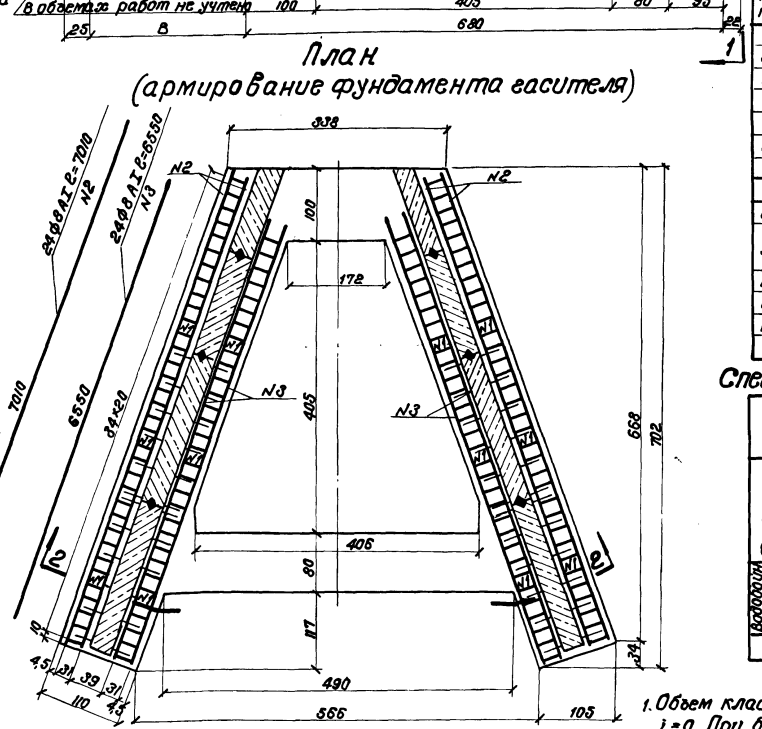 В объемах работ не учтено 100 405 80 95
25 В 680 22
План
1
(армирование фундамента гасителя)
338
24ф8АI ℓ=7010
N2
24ф8АI ℓ=6550
N3
N2
N2
100
172
N1
N1
N1
N1
7010
6550
34×20
N3
N3
405
668
702
Спе
N1
N1
N1
N1
2
2
406
80
N1
N1
N1
N1
10
117
34
4,5 31 39 31 4,5
110
490
566 105
1. Объем клас